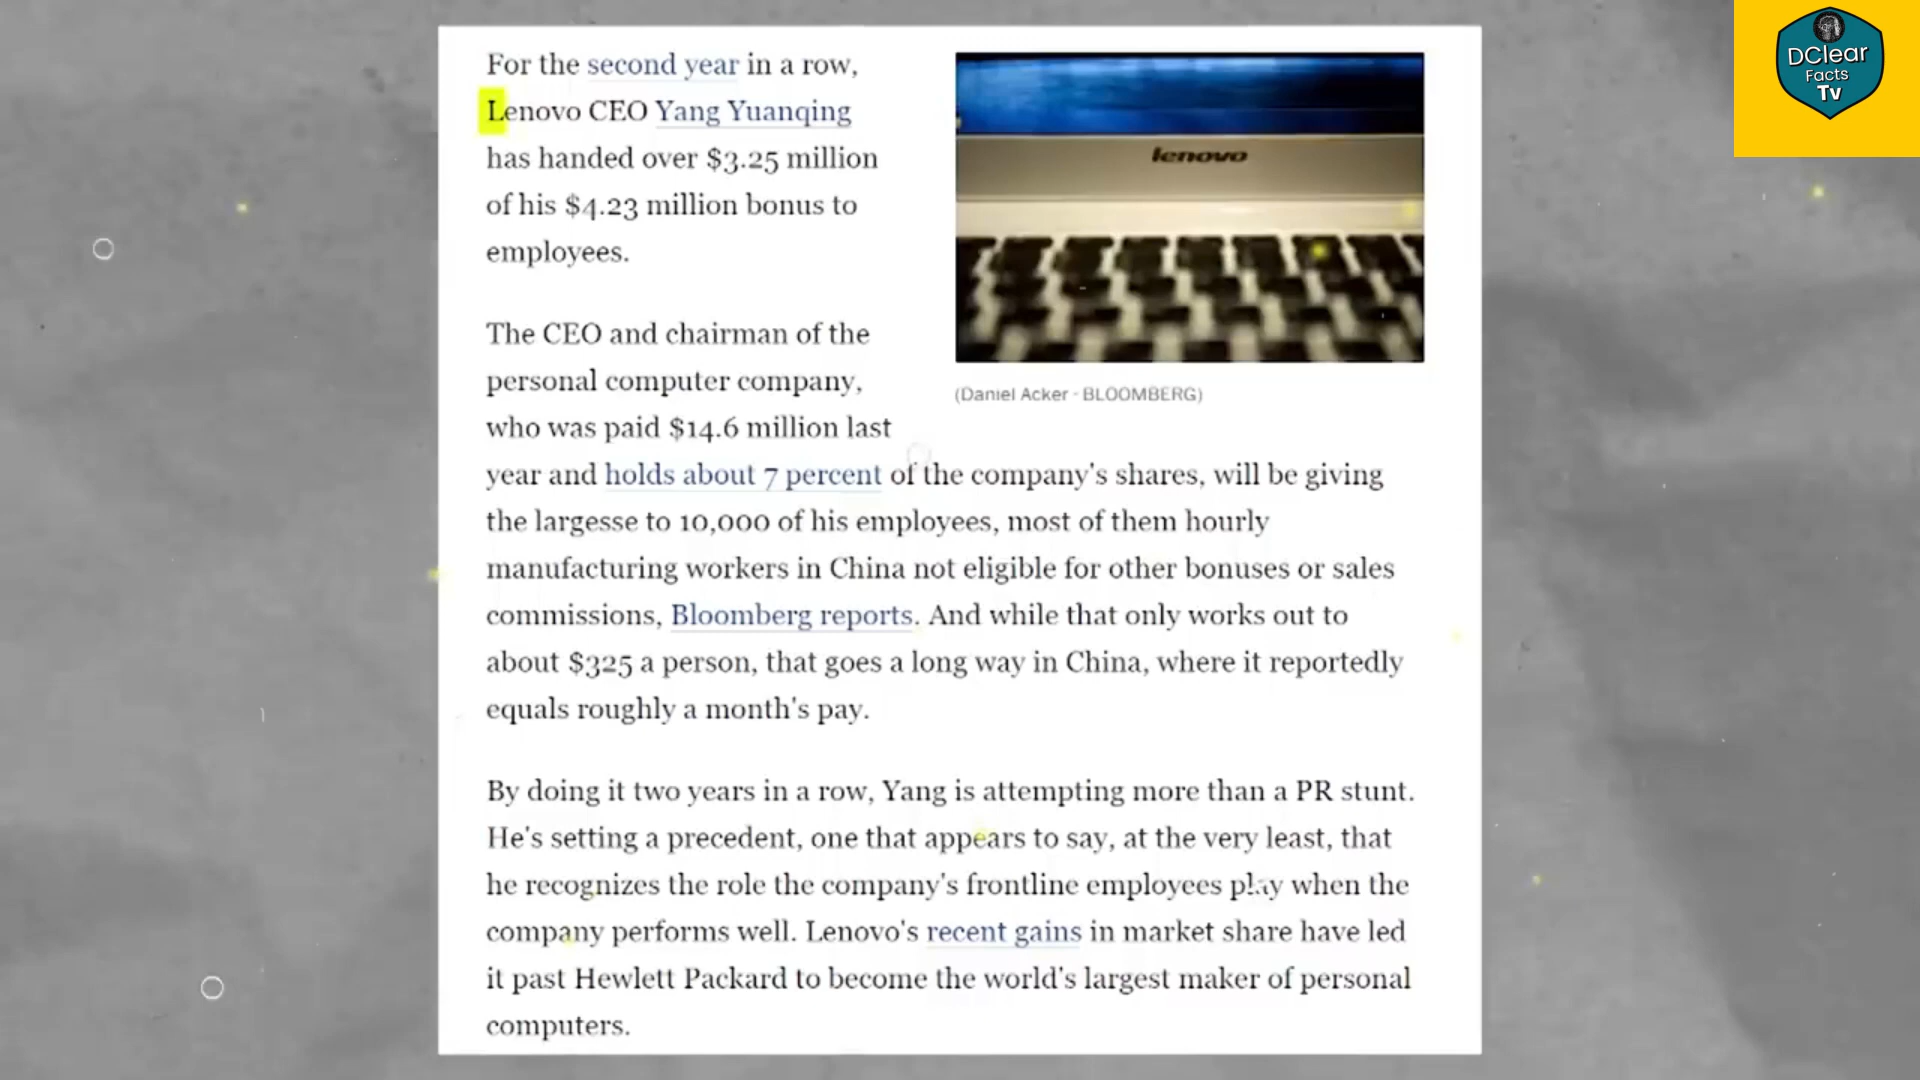 For the second year in a row,
Lenovo CEO Yang Yuanqing
has handed over $3.25 million
of his $4.23 million bonus to
employees.
lenovo
(Daniel Acker - BLOOMBERG)
The CEO and chairman of the
personal computer company,
who was paid $14.6 million last
year and holds about 7 percent of the company's shares, will be giving
the largesse to 10,000 of his employees, most of them hourly
manufacturing workers in China not eligible for other bonuses or sales
commissions, Bloomberg reports. And while that only works out to
about $325 a person, that goes a long way in China, where it reportedly
equals roughly a month's pay.
By doing it two years in a row, Yang is attempting more than a PR stunt.
He's setting a precedent, one that appears to say, at the very least, that
he recognizes the role the company's frontline employees play when the
company performs well. Lenovo's recent gains in market share have led
it past Hewlett Packard to become the world's largest maker of personal
computers.
DClear
Facts
Tv